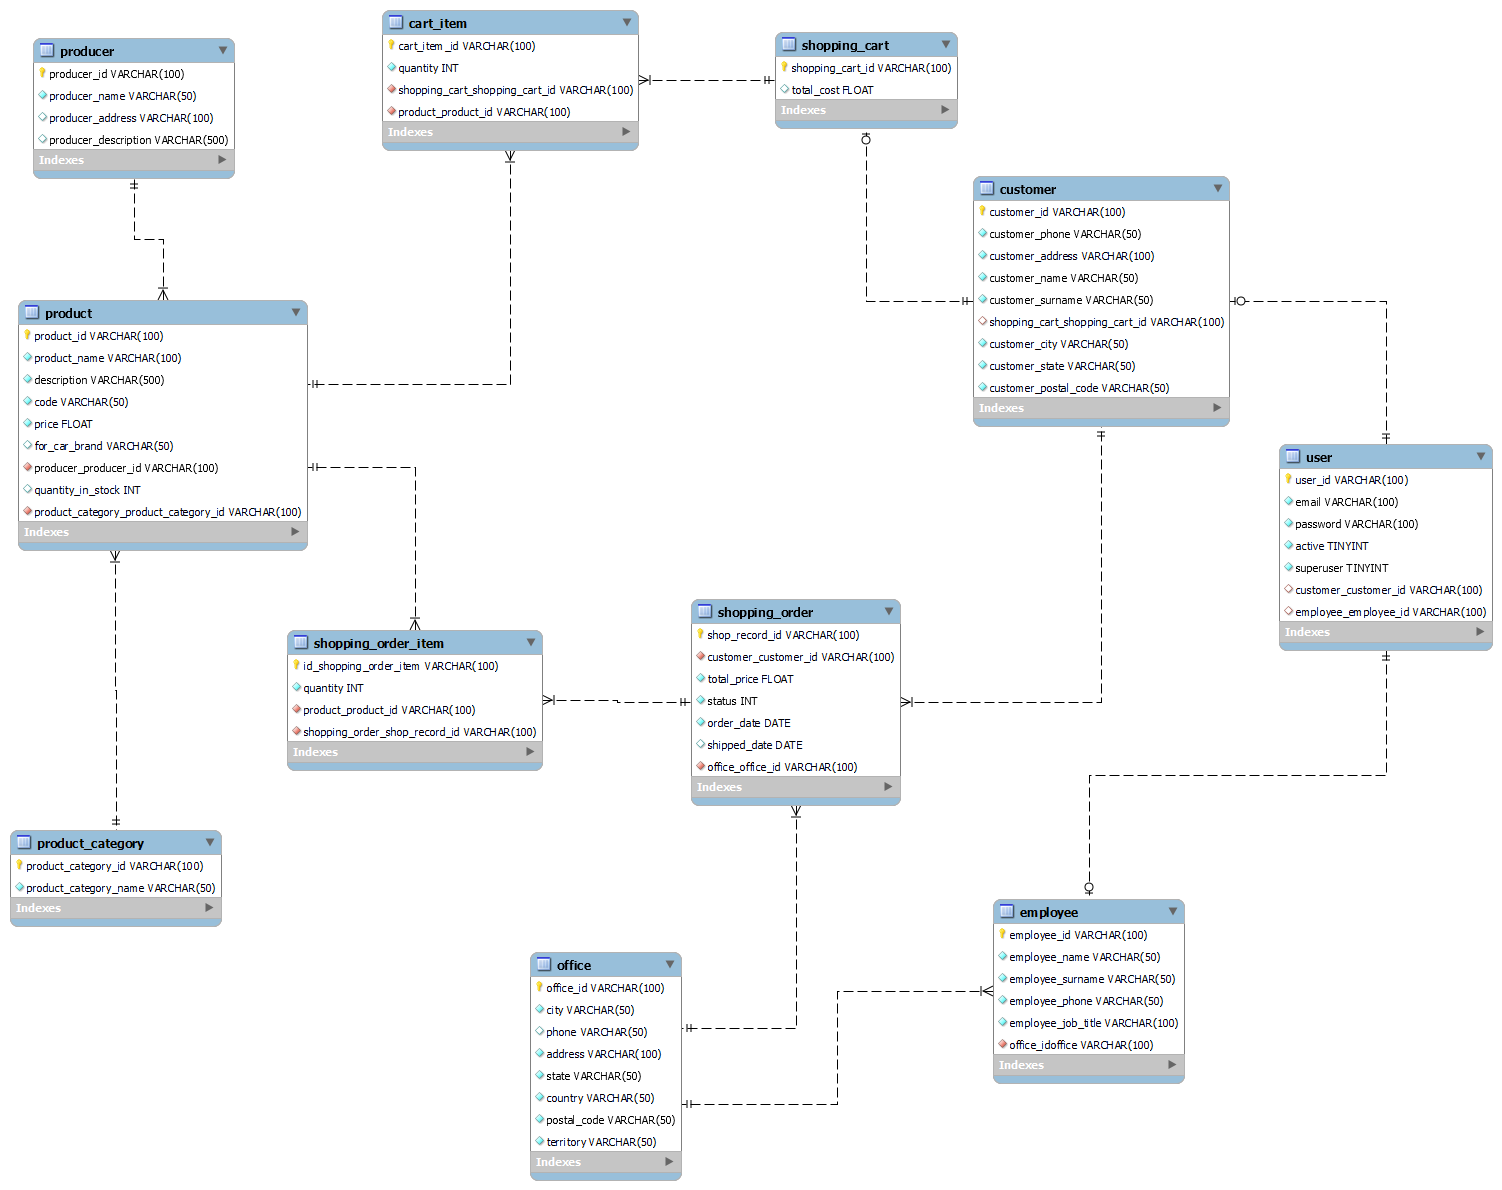 producer
producer_id VARCHAR(100)
producer_name VARCHAR(50)
producer_address VARCHAR(100)
producer_description VARCHAR(500)
Indexes
cart_item
cart_item _id VARCHAR(100)
quantity INT
shopping_cart_shopping_cart_id VARCHAR(100)
product_product_id VARCHAR(100)
Indexes
shopping_cart
shopping_cart_id VARCHAR(100)
total_cost FLOAT
Indexes
customer
customer_id VARCHAR(100)
customer_phone VARCHAR(50)
customer_address VARCHAR(100)
customer_name VARCHAR(50)
customer_surname VARCHAR(50)
shopping_cart_shopping_cart_id VARCHAR(100)
customer_city VARCHAR(50)
customer_state VARCHAR(50)
customer_postal_code VARCHAR(50)
Indexes
product
product_id VARCHAR(100)
product_name VARCHAR(100)
description VARCHAR(500)
code VARCHAR(50)
price FLOAT
for_car_brand VARCHAR(50)
producer_producer_id VARCHAR(100)
quantity_in_stock INT
product_category_product_category_id VARCHAR(100)
Indexes
user
user_id VARCHAR(100)
email VARCHAR(100)
password VARCHAR(100)
active TINYINT
superuser TINYINT
customer_customer_id VARCHAR(100)
employee_employee_id VARCHAR(100)
Indexes
shopping_order_item
id_shopping_order_item VARCHAR(100)
quantity INT
product_product_id VARCHAR(100)
shopping_order_shop_record_id VARCHAR(100)
Indexes
shopping_order
shop_record_id VARCHAR(100)
customer_customer_id VARCHAR(100)
total_price FLOAT
status INT
order_date DATE
shipped_date DATE
office_office_id VARCHAR(100)
Indexes
product_category
product_category_id VARCHAR(100)
product_category_name VARCHAR(50)
Indexes
office
office_id VARCHAR(100)
city VARCHAR(50)
phone VARCHAR(50)
address VARCHAR(100)
state VARCHAR(50)
country VARCHAR(50)
postal_code VARCHAR(50)
territory VARCHAR(50)
Indexes
employee
employee_id VARCHAR(100)
employee_name VARCHAR(50)
employee_surname VARCHAR(50)
employee_phone VARCHAR(50)
employee_job_title VARCHAR(100)
office_idoffice VARCHAR(100)
Indexes